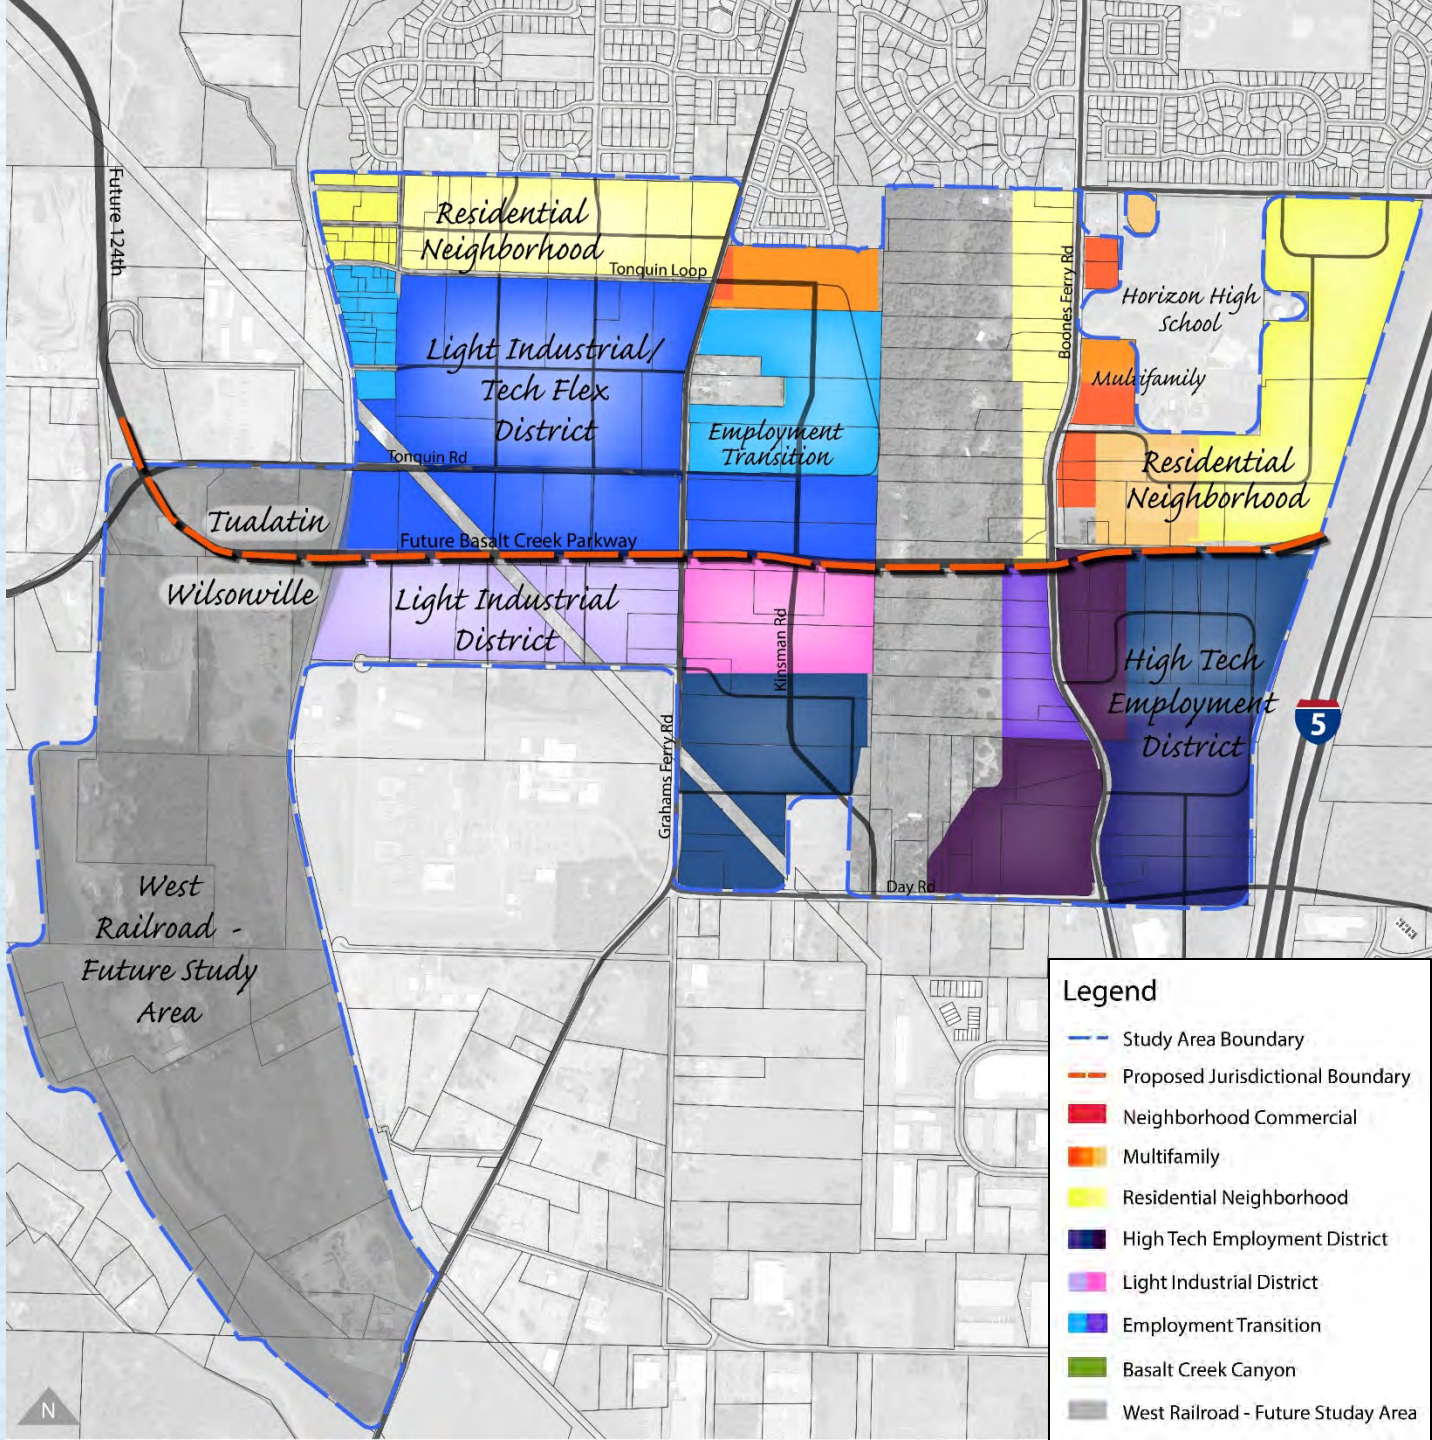 Future 124th
Residential
Neighborhood
Tonquin Loop
Boones Ferry Rd
Horizon High
School
Light Industrial/
Tech Flex
District
Multifamily
Employment
Transition
Tonquin Rd
Residential
Neighborhood
Tualatin
Future Basalt Creek Parkway
Wilsonville
Light Industrial
District
Kinsman Rd
High Tech
Employment
District
5
Grahams Ferry Rd
Day Rd
West
Railroad -
Future Study
Area
Legend
Study Area Boundary
Proposed Jurisdictional Boundary
Neighborhood Commercial
Multifamily
Residential Neighborhood
High Tech Employment District
Light Industrial District
Employment Transition
Basalt Creek Canyon
West Railroad - Future Studay Area
N